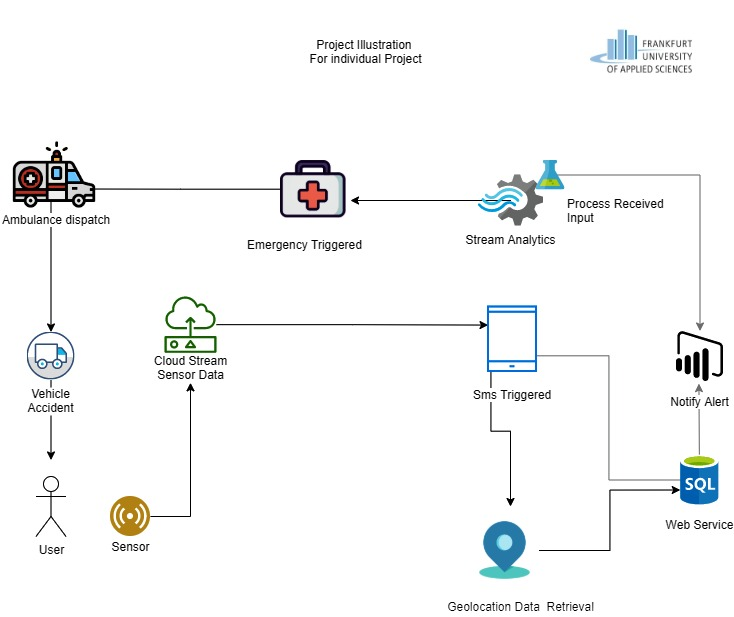 Project Illustration
For individual Project
FRANKFURT
UNIVERSITY
OF APPLIED SCIENCES
Ambulance dispatch
Emergency Triggered
Stream Analytics
Process Received
Input
Cloud Stream
Sensor Data
Sms Triggered
Notify Alert
Vehicle
Accident
SQL
Web Service
User
Sensor
Geolocation Data Retrieval